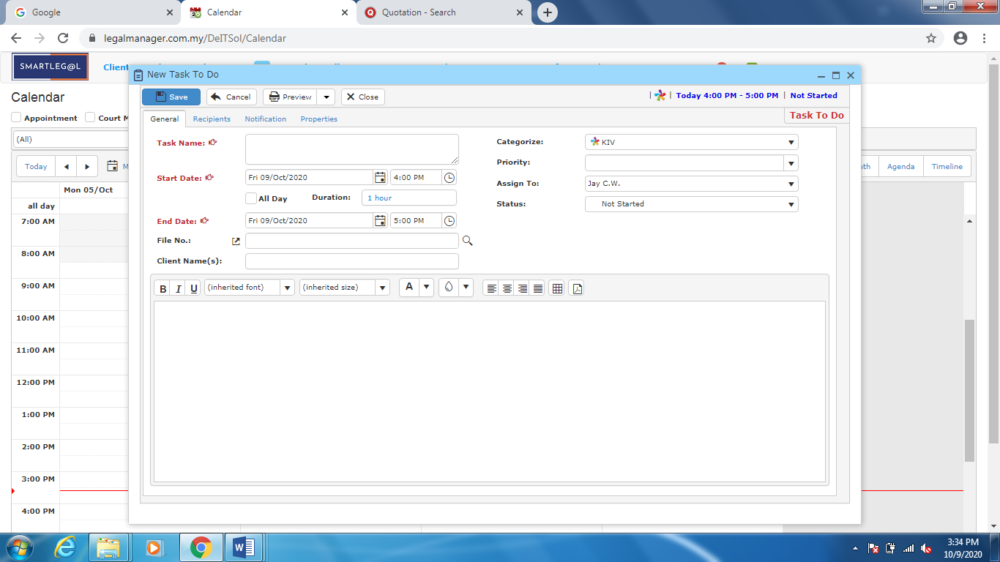 Google
Calendar
Quotation - Search
legalmanager.com.my/DeITSol/Calendar
SMARTLEG@L
Client
New Task To Do
Calendar
Save
Cancel
Preview
Close
Today 4:00 PM - 5:00 PM | Not Started
Appointment
Court M
General
Recipients
Notification
Properties
Task To Do
(All)
Task Name:
Categorize:
KIV
Priority:
Today
M
Start Date:
Fri 09/Oct/2020
4:00 PM
Assign To:
Jay C.W.
th
Agenda
Timeline
Mon 05/Oct
All Day
Duration:
1 hour
Status:
Not Started
all day
End Date:
Fri 09/Oct/2020
5:00 PM
File No.:
Client Name(s):
B I U
(inherited font)
(inherited size)
A
7:00 AM
8:00 AM
9:00 AM
10:00 AM
11:00 AM
12:00 PM
1:00 PM
2:00 PM
3:00 PM
4:00 PM
3:34 PM
10/9/2020